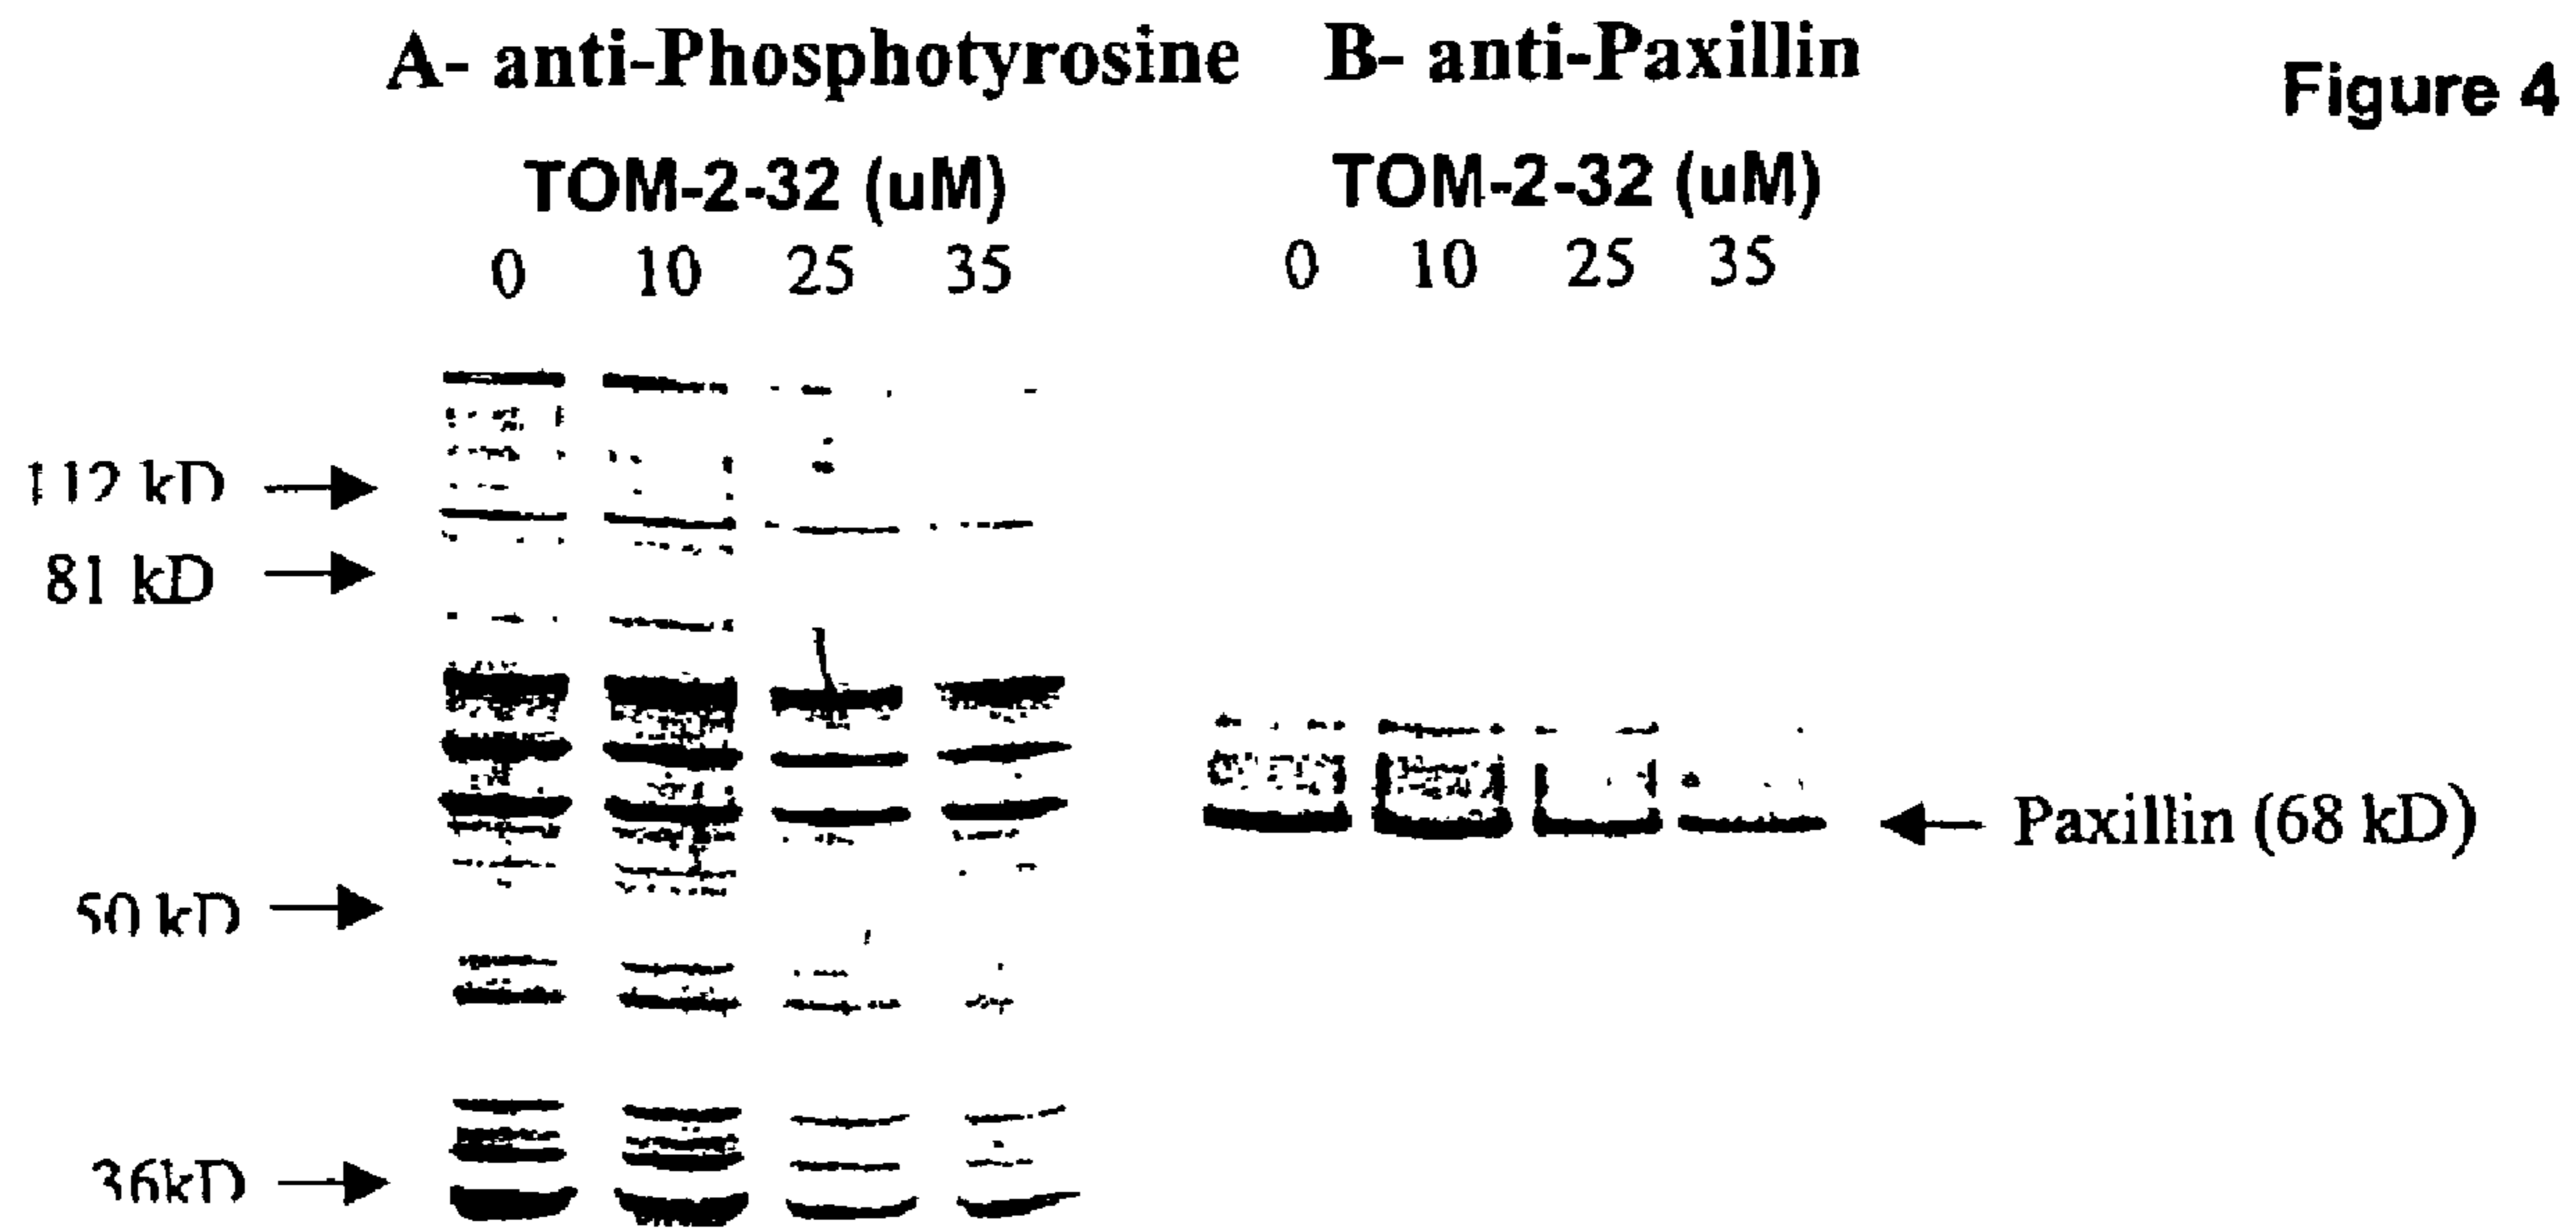 A- anti-Phosphotyrosine B- anti-Paxillin
Figure 4
TOM-2-32 (uM) TOM-2-32 (uM)
0 10 25 35 0 10 25 35
112 kD
81 kD
Paxillin (68 kD)
50 kD
36kD